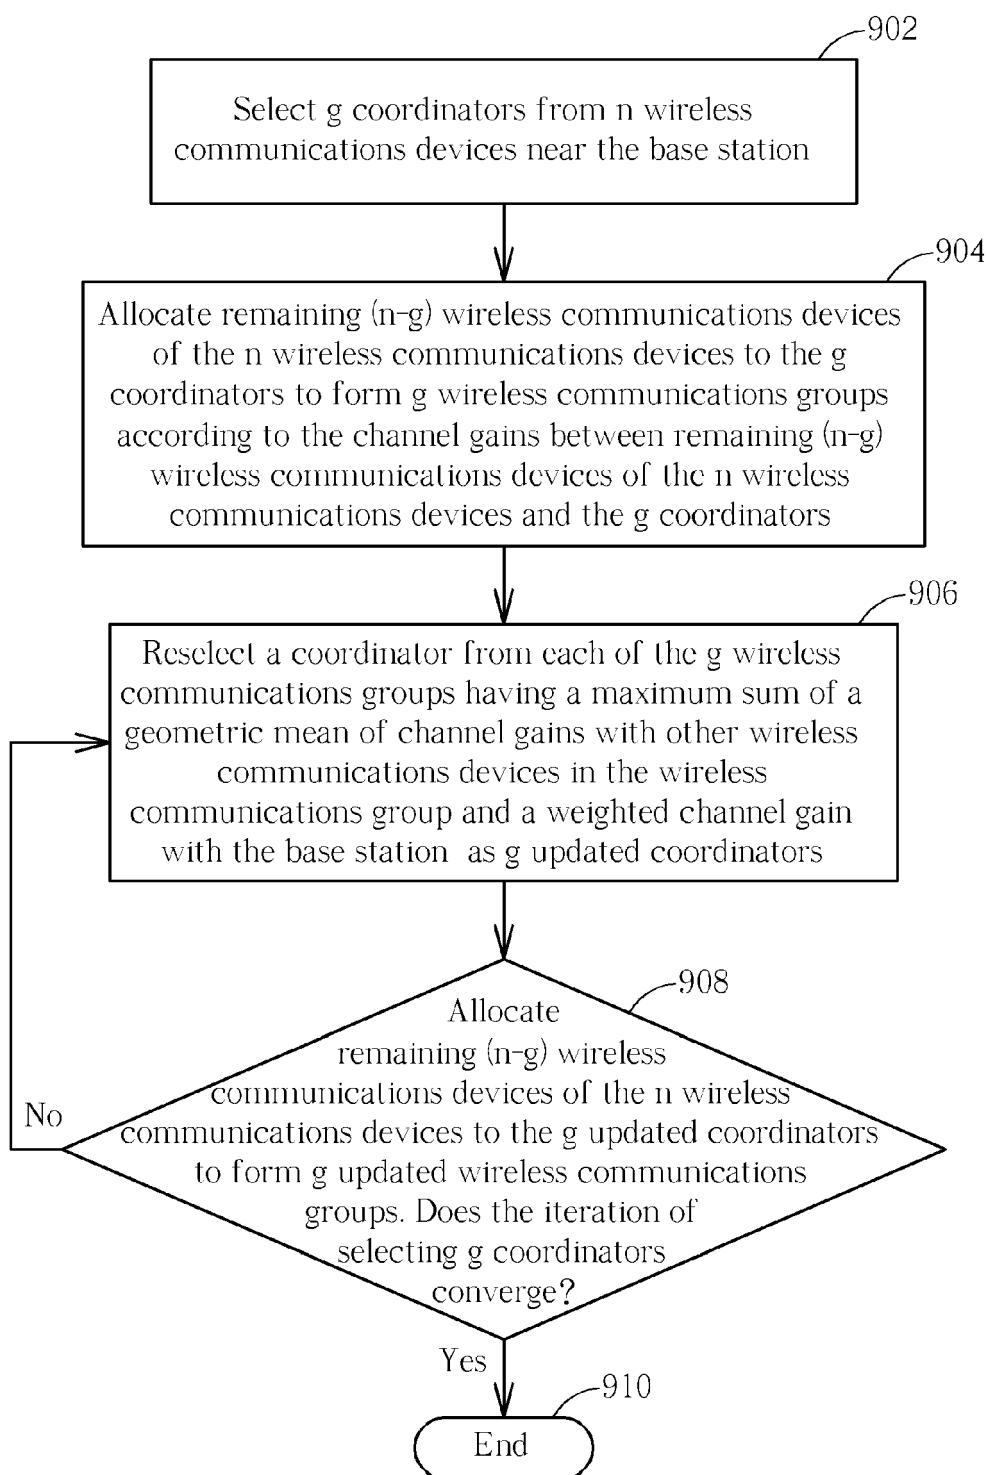 902
Select g coordinators from n wireless
communications devices near the base station
904
Allocate remaining (n-g) wireless communications devices
of the n wireless communications devices to the g
coordinators to form g wireless communications groups
according to the channel gains between remaining (n-g)
wireless communications devices of the n wireless
communications devices and the g coordinators
906
Reselect a coordinator from each of the g wireless
communications groups having a maximum sum of a
geometric mean of channel gains with other wireless
communications devices in the wireless
communications group and a weighted channel gain
with the base station as g updated coordinators
908
Allocate
remaining (n-g) wireless
communications devices of the n wireless
communications devices to the g updated coordinators
to form g updated wireless communications
groups. Does the iteration of
selecting g coordinators
converge?
No
Yes
910
End